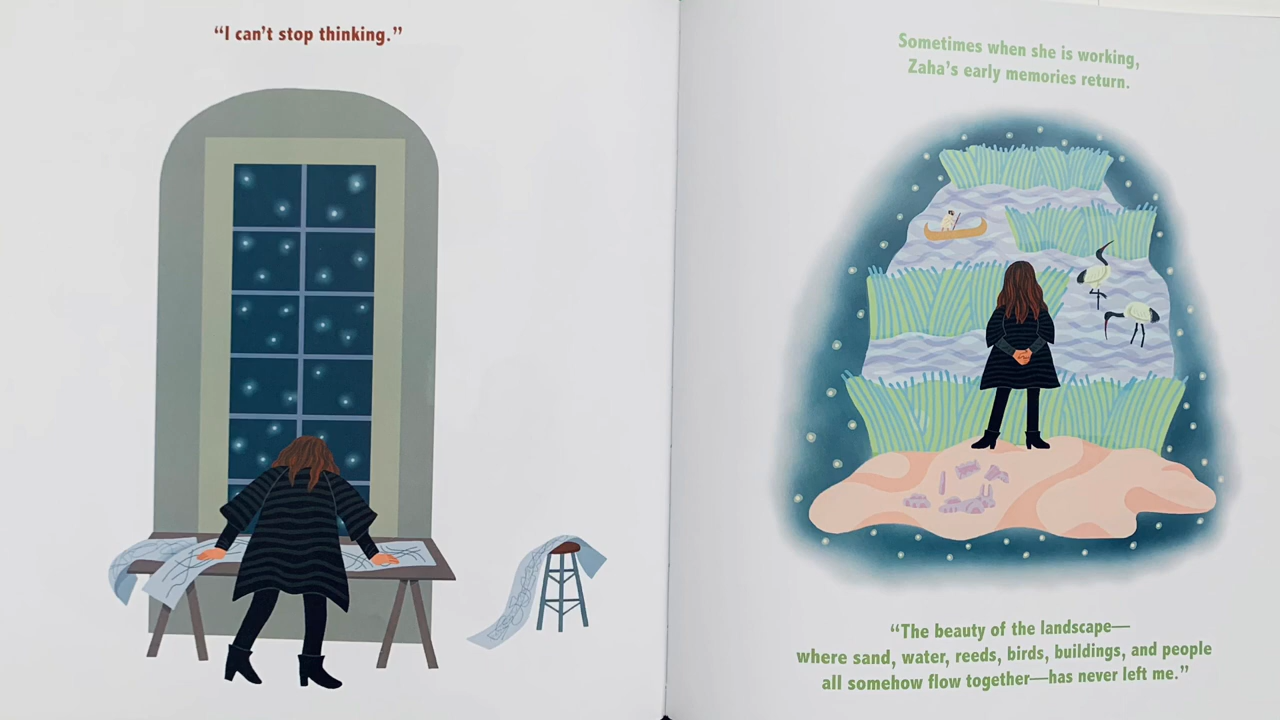 “I can’t stop thinking.”
Sometimes when she is working,
Zaha’s early memories return.
“The beauty of the landscape—
where sand, water, reeds, birds, buildings, and people
all somehow flow together—has never left me.”